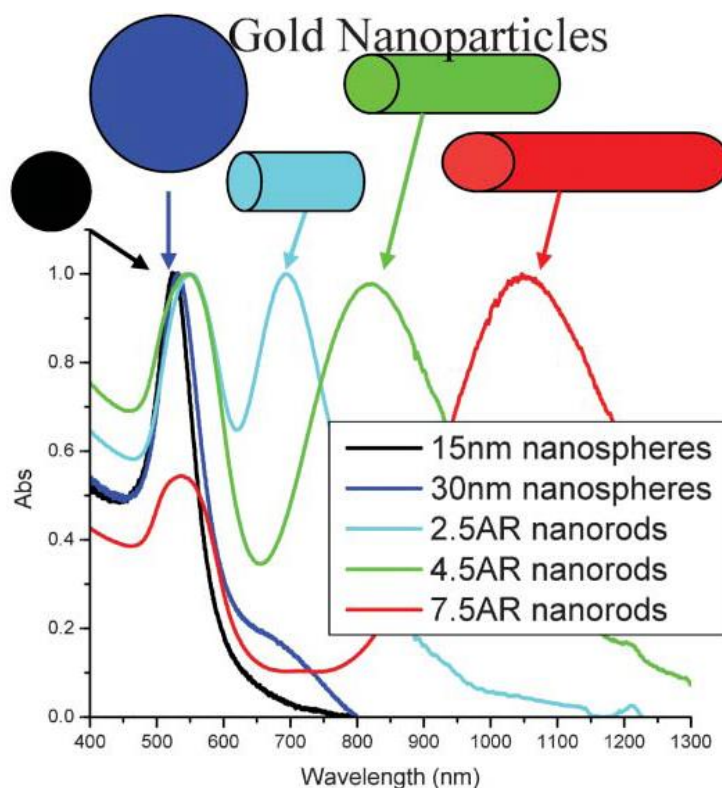 Gold Nanoparticles
1.0
0.8
0.6
0.4
0.2
0.0
Abs
15nm nanospheres
30nm nanospheres
2.5AR nanorods
4.5AR nanorods
7.5AR nanorods
400 500 600 700 800 900 1000 1100 1200 1300
Wavelength (nm)